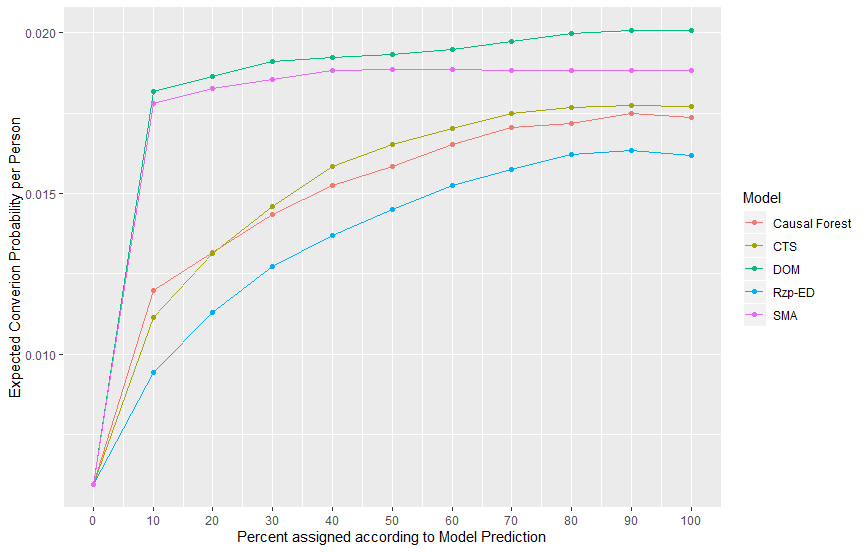 0.020
0.015
0.010
Expected Converion Probability per Person
0 10 20 30 40 50 60 70 80 90 100
Percent assigned according to Model Prediction
Model
Causal Forest
CTS
DOM
Rzp-ED
SMA